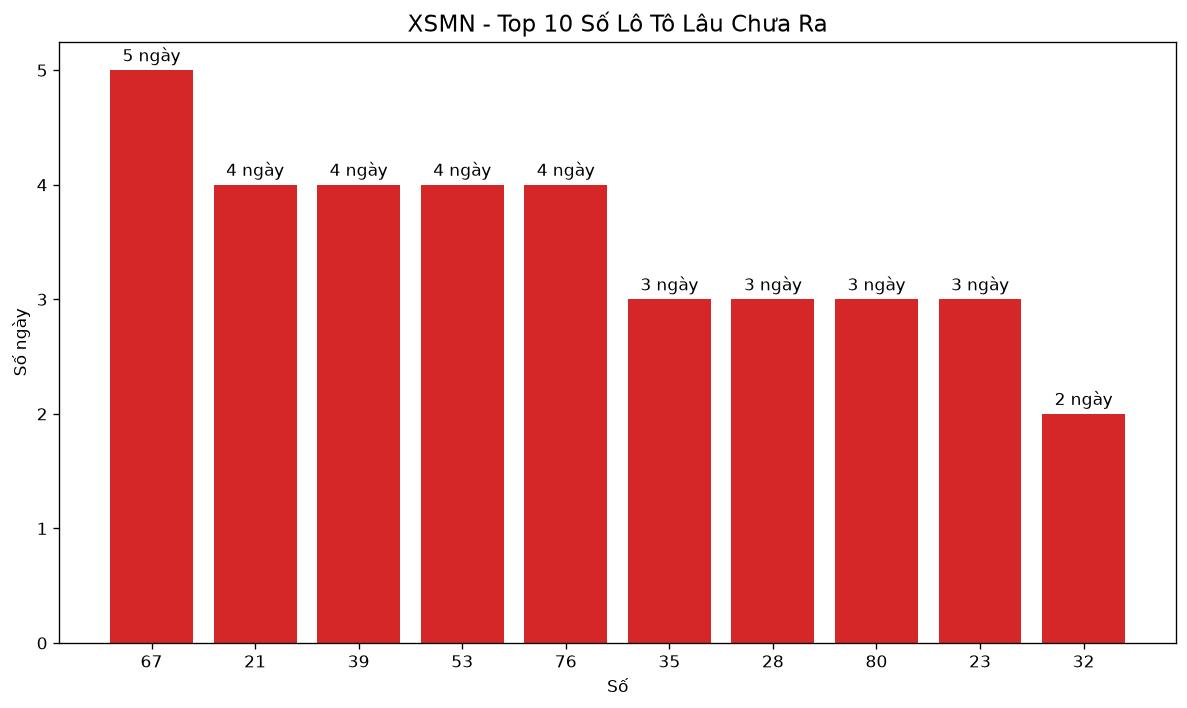 XSMN - Top 10 Số Lô Tô Lâu Chưa Ra
5 ngày
4 ngày
4 ngày
4 ngày
4 ngày
3 ngày
3 ngày
3 ngày
3 ngày
2 ngày
Số ngày
5
4
3
2
1
0
67
21
39
53
76
35
28
80
23
32
Số